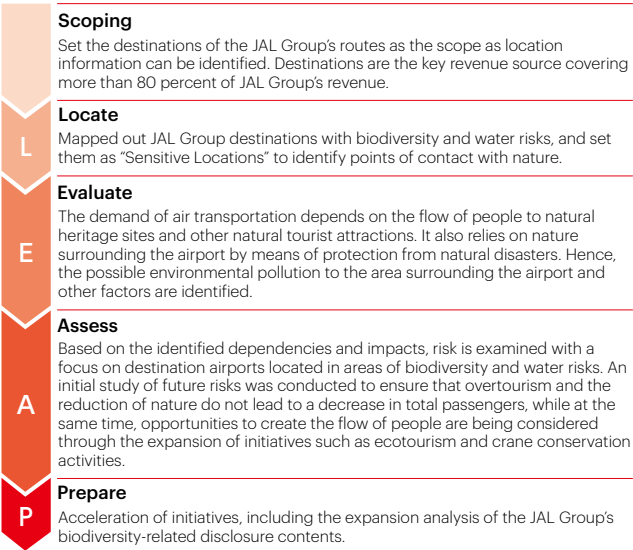 Scoping
Set the destinations of the JAL Group's routes as the scope as location
information can be identified. Destinations are the key revenue source covering
more than 80 percent of JAL Group's revenue.
L
Locate
Mapped out JAL Group destinations with biodiversity and water risks, and set
them as “Sensitive Locations” to identify points of contact with nature.
E
Evaluate
The demand of air transportation depends on the flow of people to natural
heritage sites and other natural tourist attractions. It also relies on nature
surrounding the airport by means of protection from natural disasters. Hence,
the possible environmental pollution to the area surrounding the airport and
other factors are identified.
A
Assess
Based on the identified dependencies and impacts, risk is examined with a
focus on destination airports located in areas of biodiversity and water risks. An
initial study of future risks was conducted to ensure that overtourism and the
reduction of nature do not lead to a decrease in total passengers, while at the
same time, opportunities to create the flow of people are being considered
through the expansion of initiatives such as ecotourism and crane conservation
activities.
P
Prepare
Acceleration of initiatives, including the expansion analysis of the JAL Group's
biodiversity-related disclosure contents.